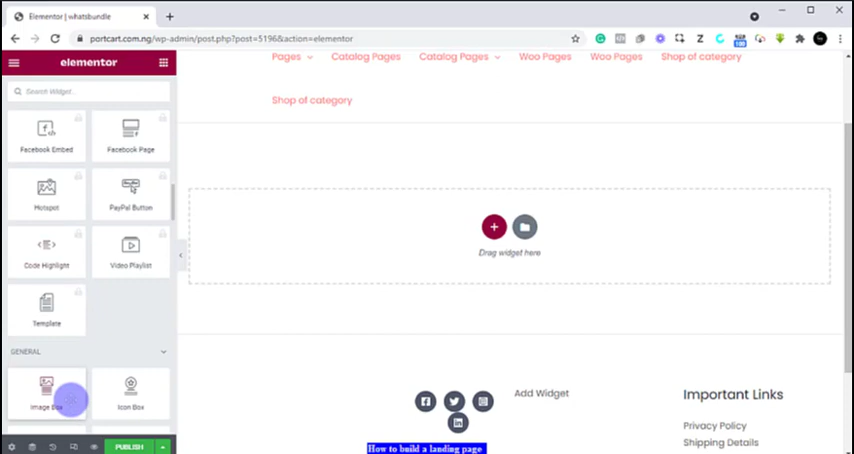 Elementor | whatsbundle
portcart.com.ng/wp-admin/post.php?post=5196&action=elementor
100
elementor
Search Widget...
Facebook Embed
Facebook Page
Hotspot
PayPal Button
Code Highlight
Video Playlist
Template
GENERAL
Image Box
Icon Box
PUBLISH
Pages
Catalog Pages
Catalog Pages
Woo Pages
Woo Pages
Shop of category
Shop of category
Drag widget here
Add Widget
Important Links
Privacy Policy
Shipping Details
How to build a landing page